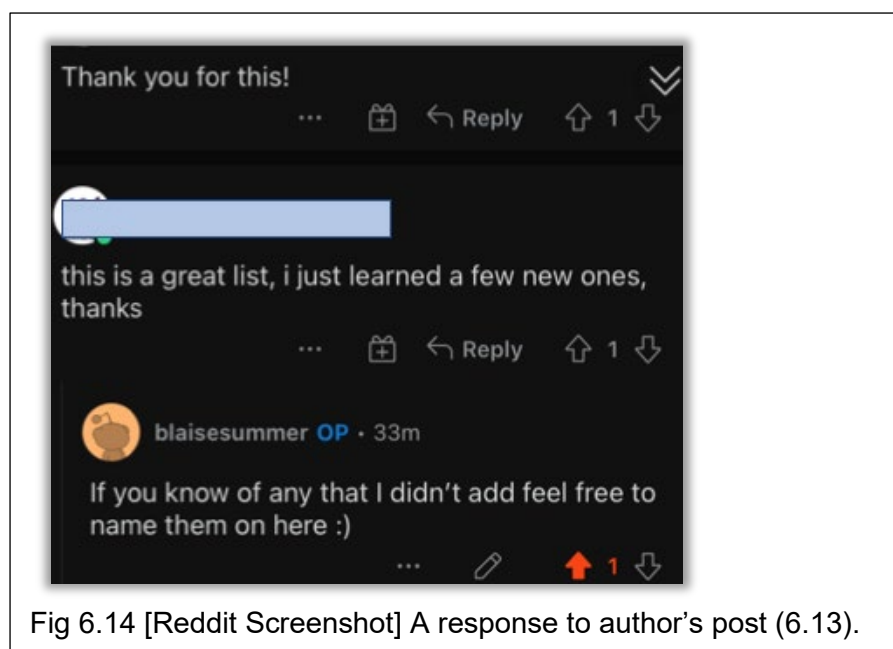 Thank you for this!
... Reply 1
this is a great list, i just learned a few new ones,
thanks
... Reply 1
blaisesummer OP · 33m
If you know of any that I didn’t add feel free to
name them on here :)
... 1
Fig 6.14 [Reddit Screenshot] A response to author’s post (6.13).